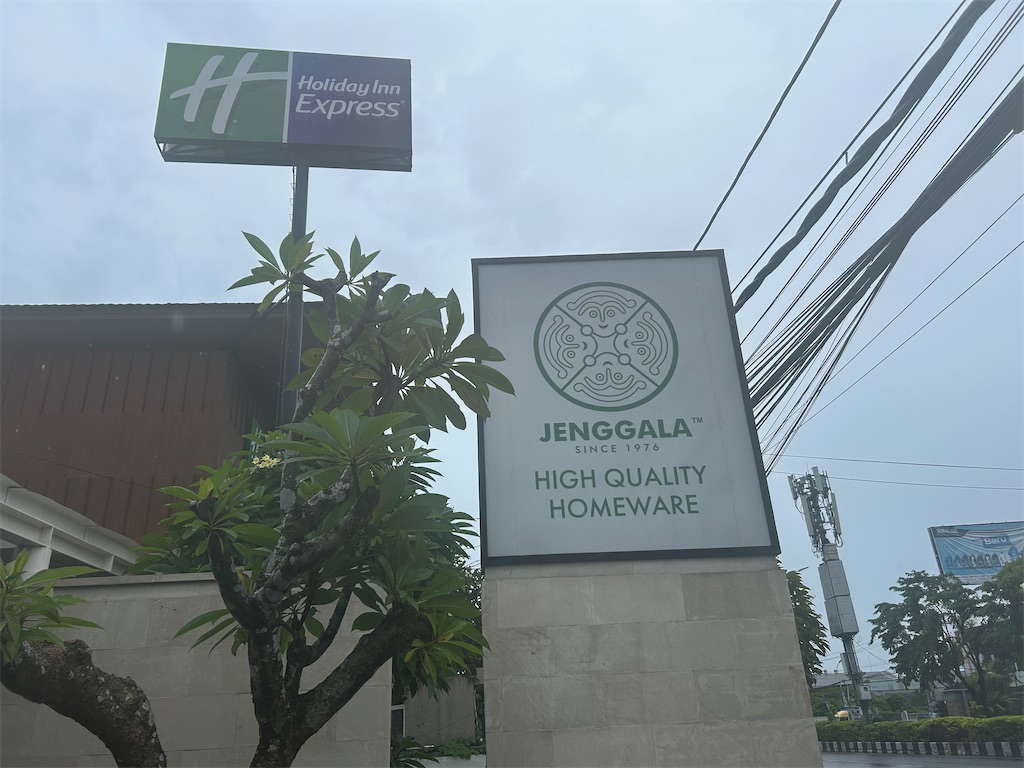 Holiday Inn
Express
JENGGALA™
SINCE 1976
HIGH QUALITY
HOMEWARE